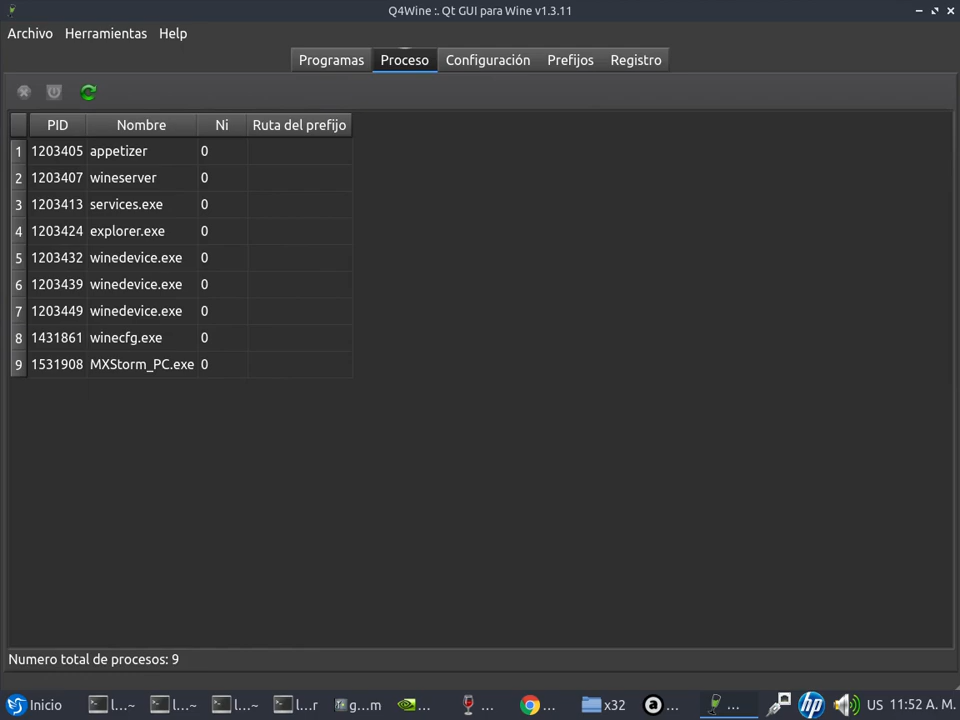 Q4Wine :. Qt GUI para Wine v1.3.11
Archivo Herramientas Help
Programas Proceso Configuración Prefijos Registro
PID Nombre Ni Ruta del prefijo
1 1203405 appetizer 0
2 1203407 wineserver 0
3 1203413 services.exe 0
4 1203424 explorer.exe 0
5 1203432 winedevice.exe 0
6 1203439 winedevice.exe 0
7 1203449 winedevice.exe 0
8 1431861 winecfg.exe 0
9 1531908 MXStorm_PC.exe 0
Numero total de procesos: 9
Inicio l...~ l...~ l...~ l...r g...m ... ... ... x32 a ... ... hp US 11:52 A. M.